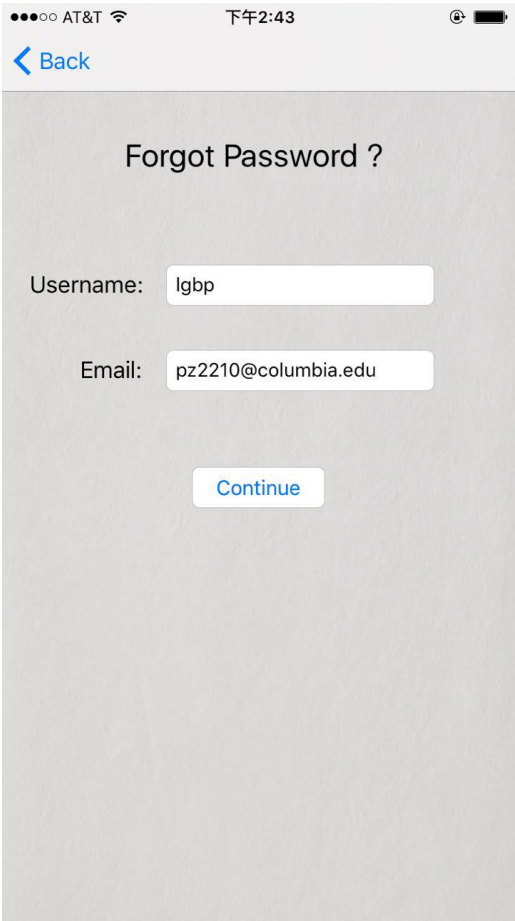 AT&T 下午2:43
Back
Forgot Password ?
Username: lgbp
Email: pz2210@columbia.edu
Continue